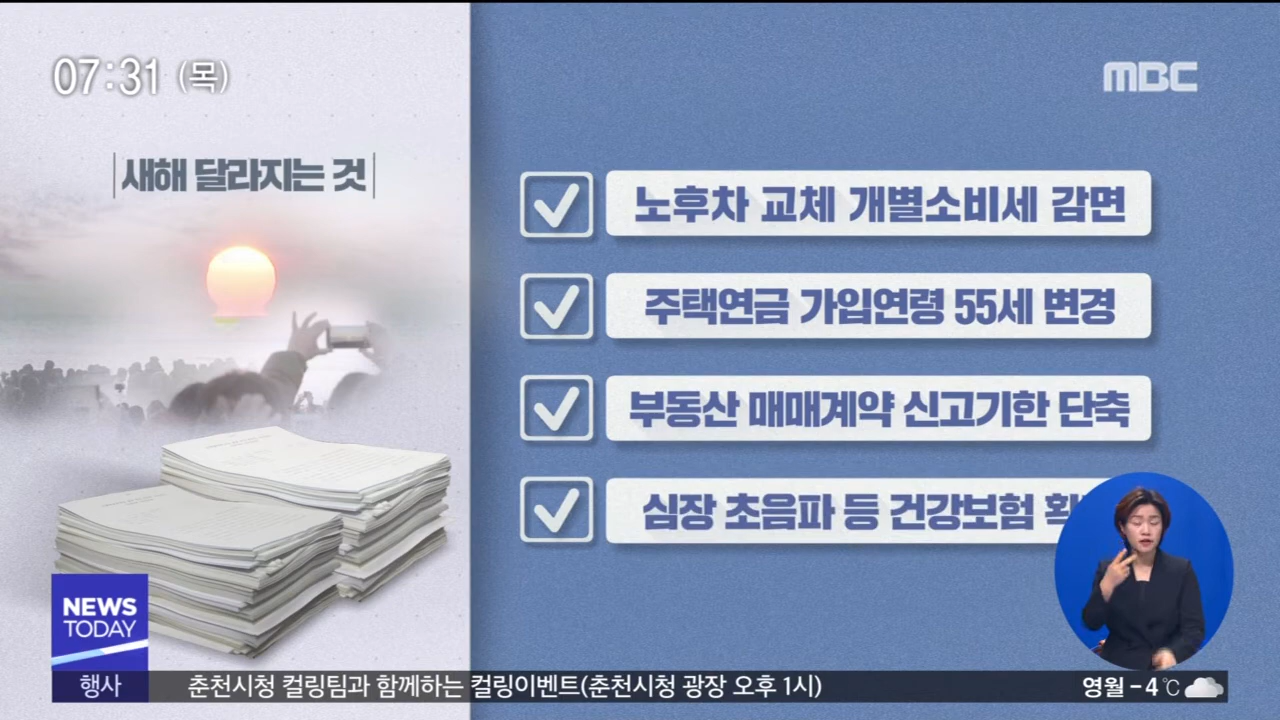 07:31 (목)
MBC
새해 달라지는 것
노후차 교체 개별소비세 감면
주택연금 가입연령 55세 변경
부동산 매매계약 신고기한 단축
심장 초음파 등 건강보험
NEWS
TODAY
행사
춘천시청 컬링팀과 함께하는 컬링이벤트(춘천시청 광장 오후 1시)
영월 -4℃